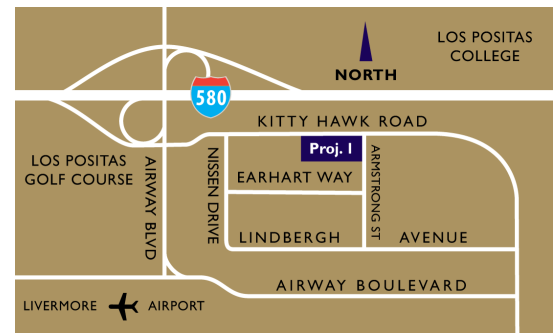 LOS POSITAS
COLLEGE
NORTH
580
KITTY HAWK ROAD
Proj. 1
LOS POSITAS
GOLF COURSE
AIRWAY BLVD
NISSEN DRIVE
EARHART WAY
ARMSTRONG ST
LINDBERGH AVENUE
AIRWAY BOULEVARD
LIVERMORE AIRPORT